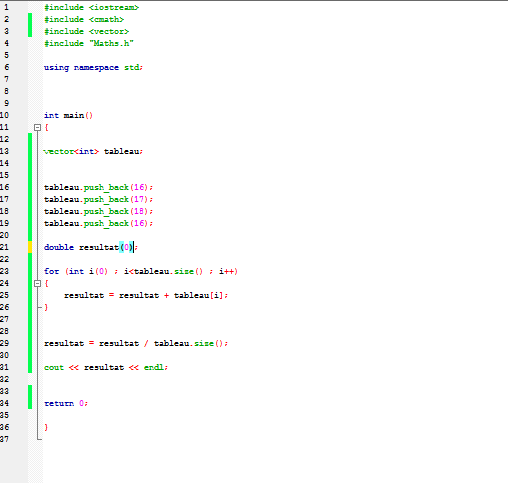 1 #include <iostream>
2 #include <cmath>
3 #include <vector>
4 #include "Maths.h"
5
6 using namespace std;
7
8
9
10 int main()
11 {
12
13 vector<int> tableau;
14
15
16 tableau.push_back(16);
17 tableau.push_back(17);
18 tableau.push_back(18);
19 tableau.push_back(16);
20
21 double resultat(0);
22
23 for (int i(0) ; i<tableau.size() ; i++)
24 {
25 resultat = resultat + tableau[i];
26 }
27
28
29 resultat = resultat / tableau.size();
30
31 cout << resultat << endl;
32
33
34 return 0;
35
36 }
37